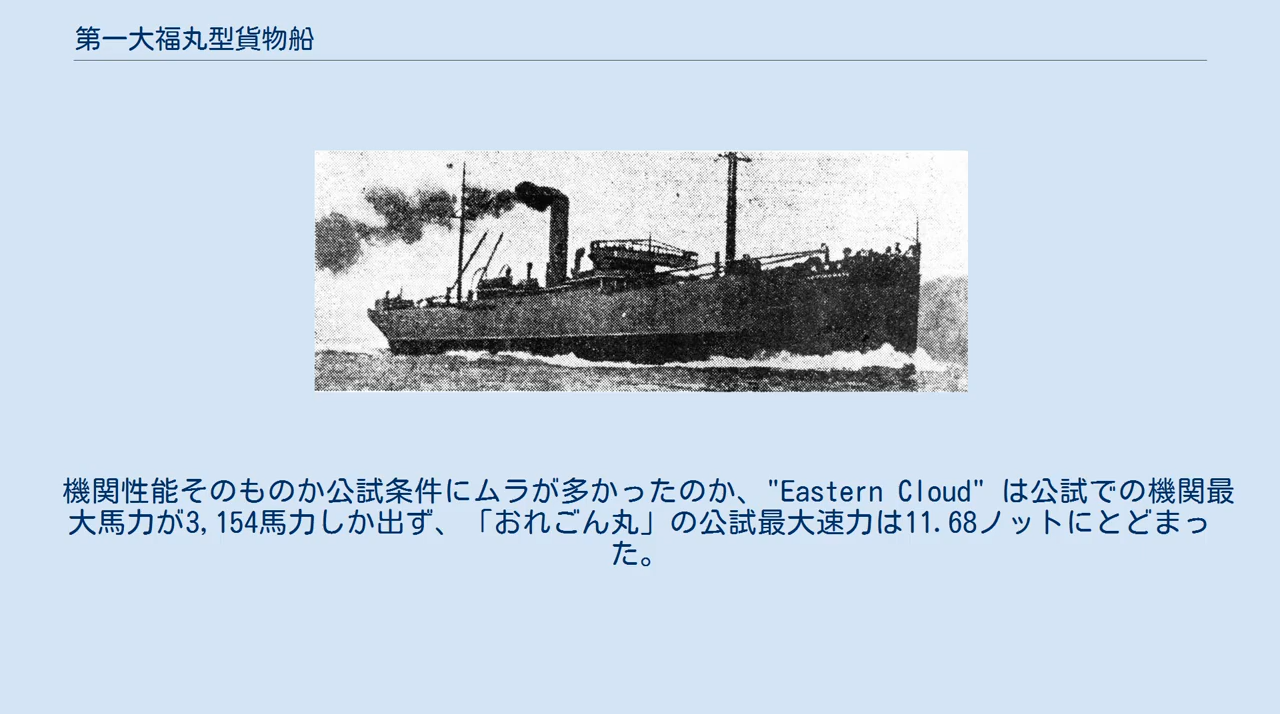 第一大福丸型貨物船
機関性能そのものか公試条件にムラが多かったのか、"Eastern Cloud" は公試での機関最
大馬力が3,154馬力しか出ず、「おれごん丸」の公試最大速力は11.68ノットにとどまっ
た。